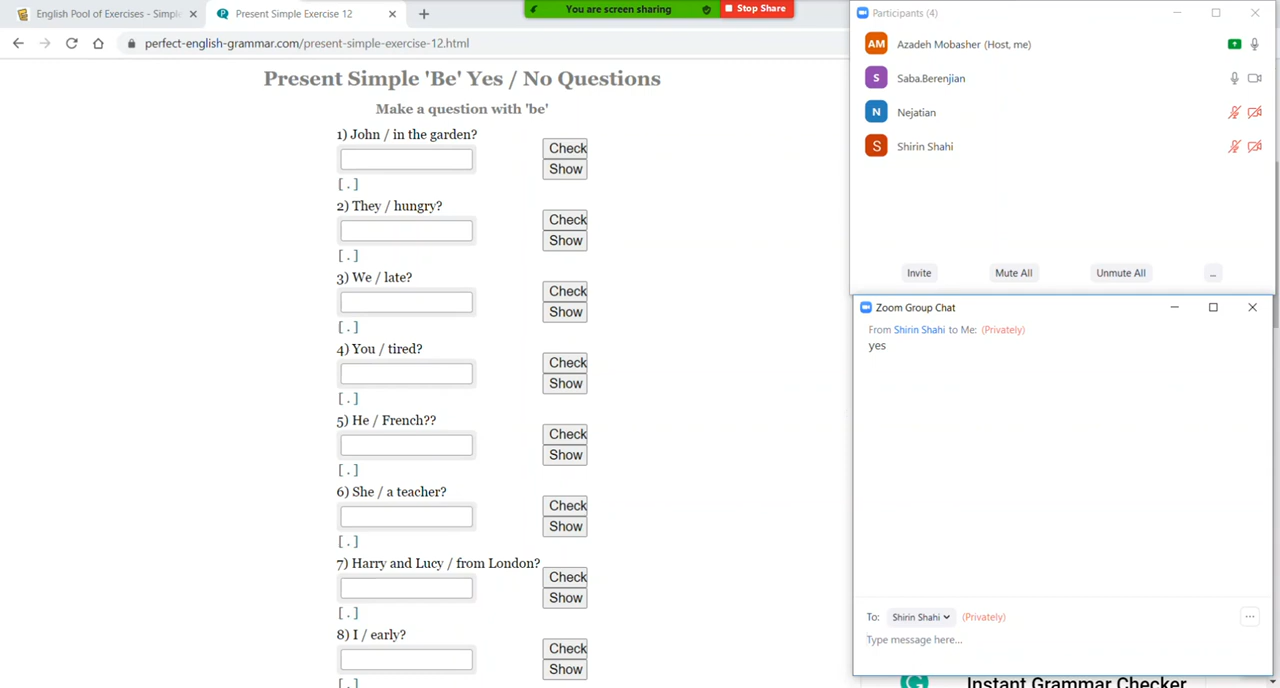 English Pool of Exercises - Simple
Present Simple Exercise 12
You are screen sharing
Stop Share
perfect-english-grammar.com/present-simple-exercise-12.html
Present Simple 'Be' Yes / No Questions
Make a question with 'be'
1) John / in the garden?
Check
Show
[ . ]
2) They / hungry?
Check
Show
[ . ]
3) We / late?
Check
Show
[ . ]
4) You / tired?
Check
Show
[ . ]
5) He / French??
Check
Show
[ . ]
6) She / a teacher?
Check
Show
[ . ]
7) Harry and Lucy / from London?
Check
Show
[ . ]
8) I / early?
Check
Show
[ . ]
Participants (4)
AM Azadeh Mobasher (Host, me)
S Saba.Berenjian
N Nejatian
S Shirin Shahi
Invite Mute All Unmute All ...
Zoom Group Chat
From Shirin Shahi to Me: (Privately)
yes
To: Shirin Shahi (Privately)
Type message here...
Instant Grammar Checker